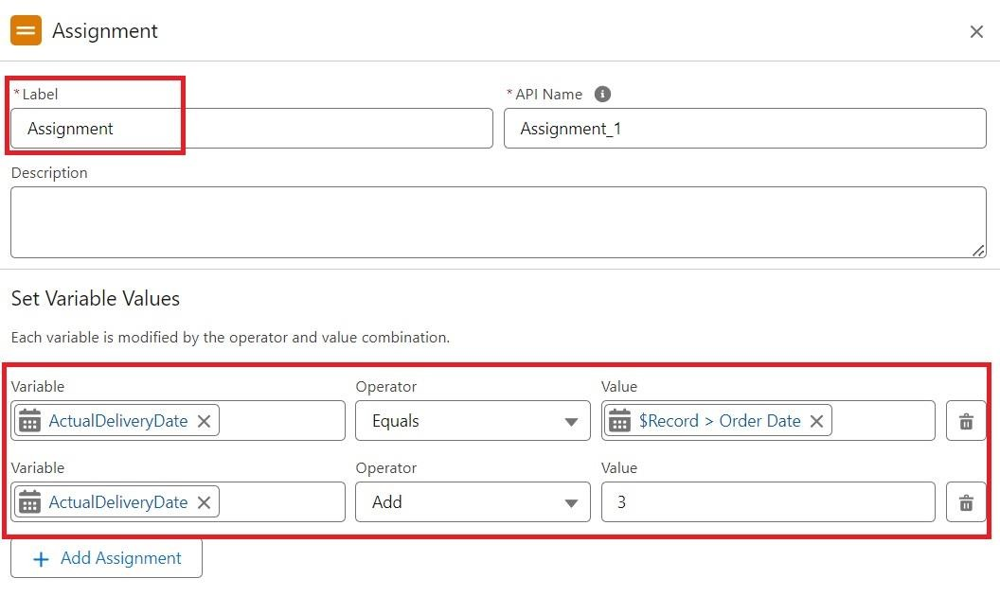 Assignment
* Label
* API Name
Assignment
Assignment_1
Description
Set Variable Values
Each variable is modified by the operator and value combination.
Variable Operator Value
ActualDeliveryDate Equals $Record > Order Date
Variable Operator Value
ActualDeliveryDate Add 3
+ Add Assignment